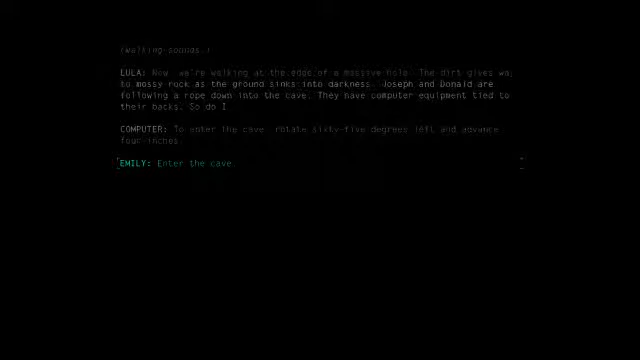 (walking sounds.)
LULA: Now we're walking at the edge of a massive hole. The dirt gives way
to mossy rock as the ground sinks into darkness. Joseph and Donald are
following a rope down into the cave. They have computer equipment tied to
their backs. So do I
COMPUTER: To enter the cave, rotate sixty-five degrees left and advance
four inches
EMILY: Enter the cave.